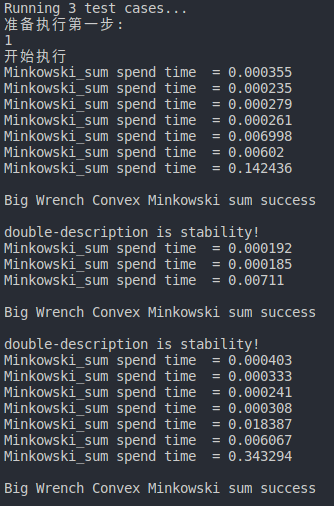 Running 3 test cases...
准备执行第一步:
1
开始执行
Minkowski_sum spend time  = 0.000355
Minkowski_sum spend time  = 0.000235
Minkowski_sum spend time  = 0.000279
Minkowski_sum spend time  = 0.000261
Minkowski_sum spend time  = 0.006998
Minkowski_sum spend time  = 0.00602
Minkowski_sum spend time  = 0.142436
Big Wrench Convex Minkowski sum success
double-description is stability!
Minkowski_sum spend time  = 0.000192
Minkowski_sum spend time  = 0.000185
Minkowski_sum spend time  = 0.00711
Big Wrench Convex Minkowski sum success
double-description is stability!
Minkowski_sum spend time  = 0.000403
Minkowski_sum spend time  = 0.000333
Minkowski_sum spend time  = 0.000241
Minkowski_sum spend time  = 0.000308
Minkowski_sum spend time  = 0.018387
Minkowski_sum spend time  = 0.006067
Minkowski_sum spend time  = 0.343294
Big Wrench Convex Minkowski sum success